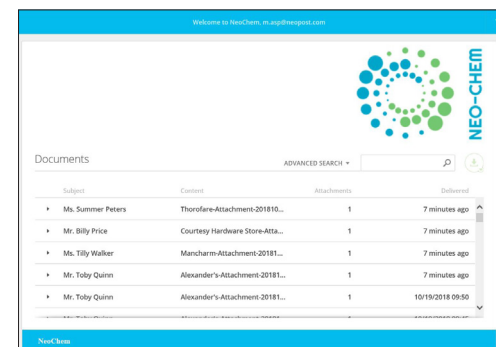 Welcome to NeoChem, m.asp@neopost.com
NEO-CHEM
Documents
ADVANCED SEARCH
Subject Content Attachments Delivered
Ms. Summer Peters Thorofare-Attachment-201810... 1 7 minutes ago
Mr. Billy Price Courtesy Hardware Store-Atta... 1 7 minutes ago
Ms. Tilly Walker Mancharm-Attachment-20181... 1 7 minutes ago
Mr. Toby Quinn Alexander's-Attachment-20181... 1 7 minutes ago
Mr. Toby Quinn Alexander's-Attachment-20181... 1 10/19/2018 09:50
NeoChem